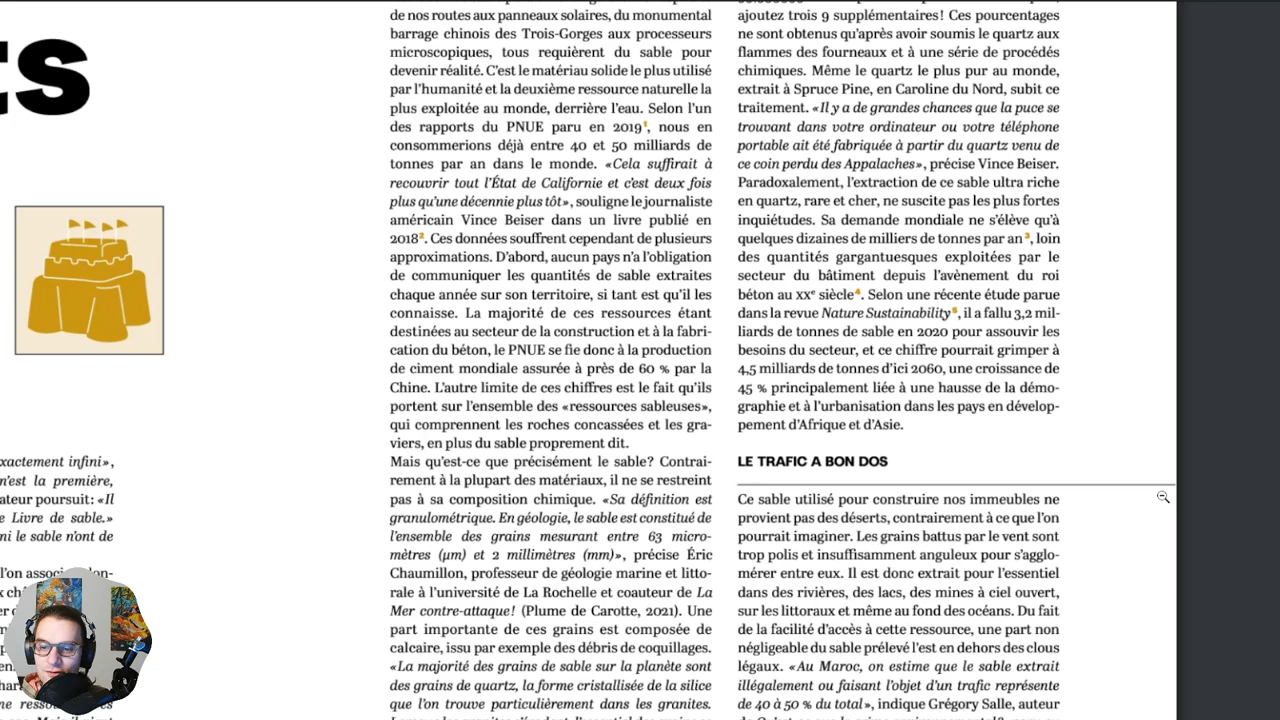 ts
xactement infini»,
n'est la première,
ateur poursuit: «Il
e Livre de sable.»
ni le sable n'ont de
l'on associe
de nos routes aux panneaux solaires, du monumental
barrage chinois des Trois-Gorges aux processeurs
microscopiques, tous requièrent du sable pour
devenir réalité. C'est le matériau solide le plus utilisé
par l'humanité et la deuxième ressource naturelle la
plus exploitée au monde, derrière l'eau. Selon l'un
des rapports du PNUE paru en 2019¹, nous en
consommerions déjà entre 40 et 50 milliards de
tonnes par an dans le monde. «Cela suffirait à
recouvrir tout l'État de Californie et c'est deux fois
plus qu'une décennie plus tôt», souligne le journaliste
américain Vince Beiser dans un livre publié en
2018². Ces données souffrent cependant de plusieurs
approximations. D'abord, aucun pays n'a l'obligation
de communiquer les quantités de sable extraites
chaque année sur son territoire, si tant est qu'il les
connaisse. La majorité de ces ressources étant
destinées au secteur de la construction et à la fabri-
cation du béton, le PNUE se fie donc à la production
de ciment mondiale assurée à près de 60 % par la
Chine. L'autre limite de ces chiffres est le fait qu'ils
portent sur l'ensemble des «ressources sableuses»,
qui comprennent les roches concassées et les gra-
viers, en plus du sable proprement dit.
Mais qu'est-ce que précisément le sable? Contrai-
rement à la plupart des matériaux, il ne se restreint
pas à sa composition chimique. «Sa définition est
granulométrique. En géologie, le sable est constitué de
l'ensemble des grains mesurant entre 63 micro-
mètres (µm) et 2 millimètres (mm)», précise Éric
Chaumillon, professeur de géologie marine et litto-
rale à l'université de La Rochelle et coauteur de La
Mer contre-attaque! (Plume de Carotte, 2021). Une
part importante de ces grains est composée de
calcaire, issu par exemple des débris de coquillages.
«La majorité des grains de sable sur la planète sont
des grains de quartz, la forme cristallisée de la silice
que l'on trouve particulièrement dans les granites.
ajoutez trois 9 supplémentaires! Ces pourcentages
ne sont obtenus qu'après avoir soumis le quartz aux
flammes des fourneaux et à une série de procédés
chimiques. Même le quartz le plus pur au monde,
extrait à Spruce Pine, en Caroline du Nord, subit ce
traitement. «Il y a de grandes chances que la puce se
trouvant dans votre ordinateur ou votre téléphone
portable ait été fabriquée à partir du quartz venu de
ce coin perdu des Appalaches», précise Vince Beiser.
Paradoxalement, l'extraction de ce sable ultra riche
en quartz, rare et cher, ne suscite pas les plus fortes
inquiétudes. Sa demande mondiale ne s'élève qu'à
quelques dizaines de milliers de tonnes par an³, loin
des quantités gargantuesques exploitées par le
secteur du bâtiment depuis l'avènement du roi
béton au XXᵉ siècle⁴. Selon une récente étude parue
dans la revue Nature Sustainability⁵, il a fallu 3,2 mil-
liards de tonnes de sable en 2020 pour assouvir les
besoins du secteur, et ce chiffre pourrait grimper à
4,5 milliards de tonnes d'ici 2060, une croissance de
45 % principalement liée à une hausse de la démo-
graphie et à l'urbanisation dans les pays en dévelop-
pement d'Afrique et d'Asie.
LE TRAFIC A BON DOS
Ce sable utilisé pour construire nos immeubles ne
provient pas des déserts, contrairement à ce que l'on
pourrait imaginer. Les grains battus par le vent sont
trop polis et insuffisamment anguleux pour s'agglo-
mérer entre eux. Il est donc extrait pour l'essentiel
dans des rivières, des lacs, des mines à ciel ouvert,
sur les littoraux et même au fond des océans. Du fait
de la facilité d'accès à cette ressource, une part non
négligeable du sable prélevé l'est en dehors des clous
légaux. «Au Maroc, on estime que le sable extrait
illégalement ou faisant l'objet d'un trafic représente
de 40 à 50 % du total», indique Grégory Salle, auteur